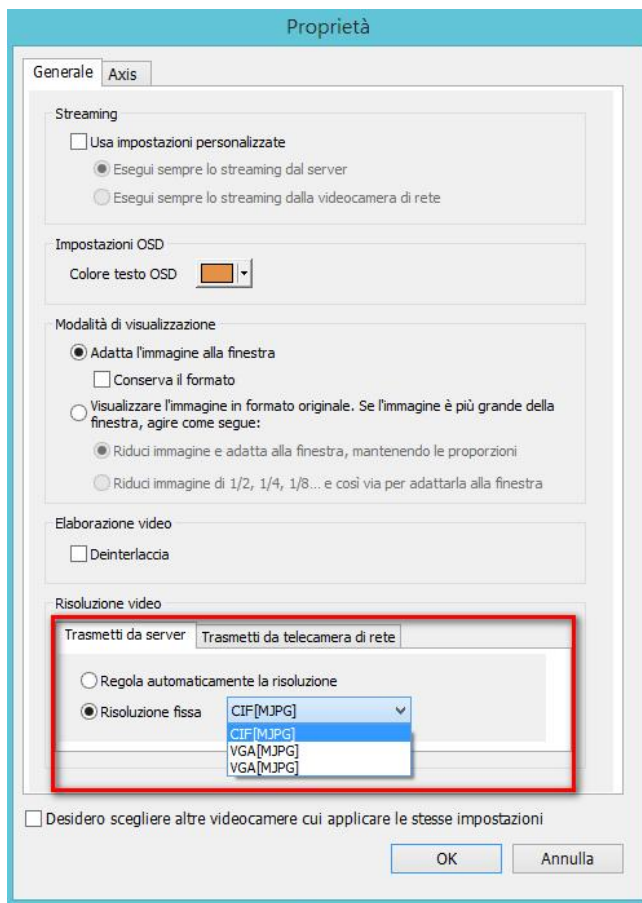 Proprietà
Generale Axis
Streaming
Usa impostazioni personalizzate
Esegui sempre lo streaming dal server
Esegui sempre lo streaming dalla videocamera di rete
Impostazioni OSD
Colore testo OSD
Modalità di visualizzazione
Adatta l'immagine alla finestra
Conserva il formato
Visualizzare l'immagine in formato originale. Se l'immagine è più grande della
finestra, agire come segue:
Riduci immagine e adatta alla finestra, mantenendo le proporzioni
Riduci immagine di 1/2, 1/4, 1/8... e così via per adattarla alla finestra
Elaborazione video
Deinterlaccia
Risoluzione video
Trasmetti da server Trasmetti da telecamera di rete
Regola automaticamente la risoluzione
Risoluzione fissa CIF[MJPG]
CIF[MJPG]
VGA[MJPG]
VGA[MJPG]
Desidero scegliere altre videocamere cui applicare le stesse impostazioni
OK Annulla